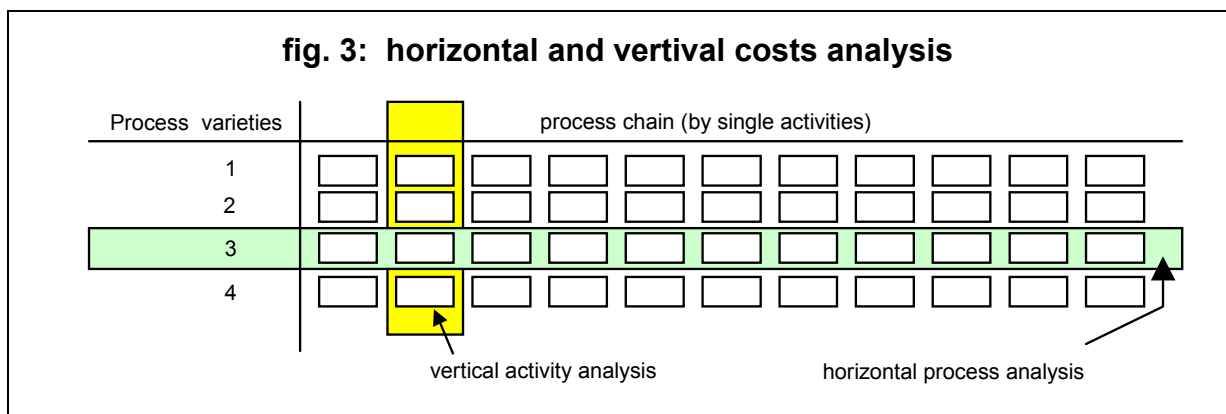 fig. 3: horizontal and vertival costs analysis
Process varieties
process chain (by single activities)
1
2
3
4
vertical activity analysis
horizontal process analysis